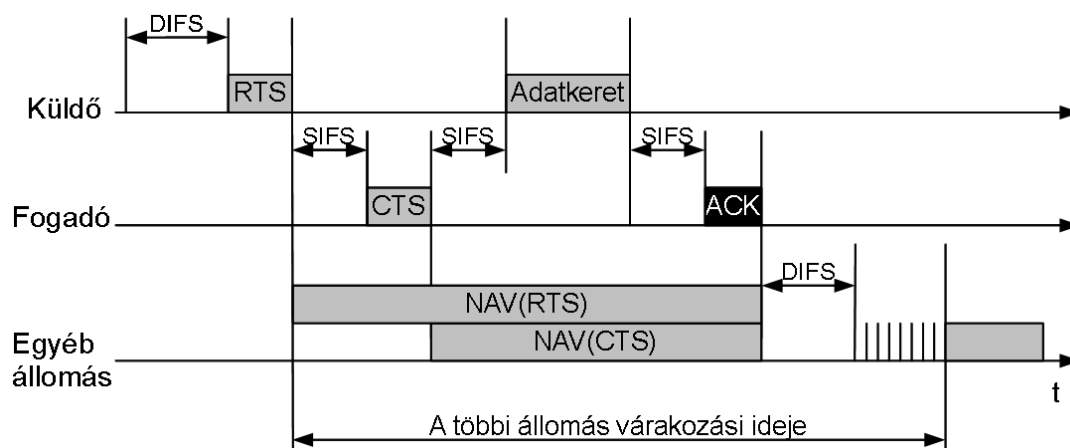 DIFS
RTS
Adatkeret
Küldő
SIFS
SIFS
SIFS
CTS
ACK
Fogadó
DIFS
NAV(RTS)
NAV(CTS)
Egyéb
állomás
t
A többi állomás várakozási ideje